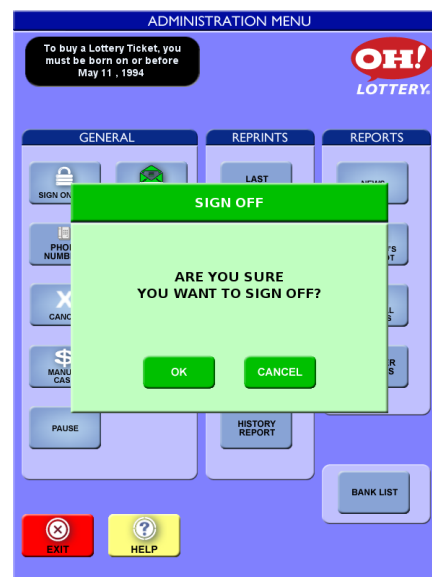 ADMINISTRATION MENU
To buy a Lottery Ticket, you
must be born on or before
May 11 , 1994
OH!
LOTTERY.
GENERAL
REPRINTS
REPORTS
SIGN ON
LAST
NEWS
SIGN OFF
ARE YOU SURE
YOU WANT TO SIGN OFF?
OK
CANCEL
PAUSE
HISTORY
REPORT
BANK LIST
EXIT
HELP